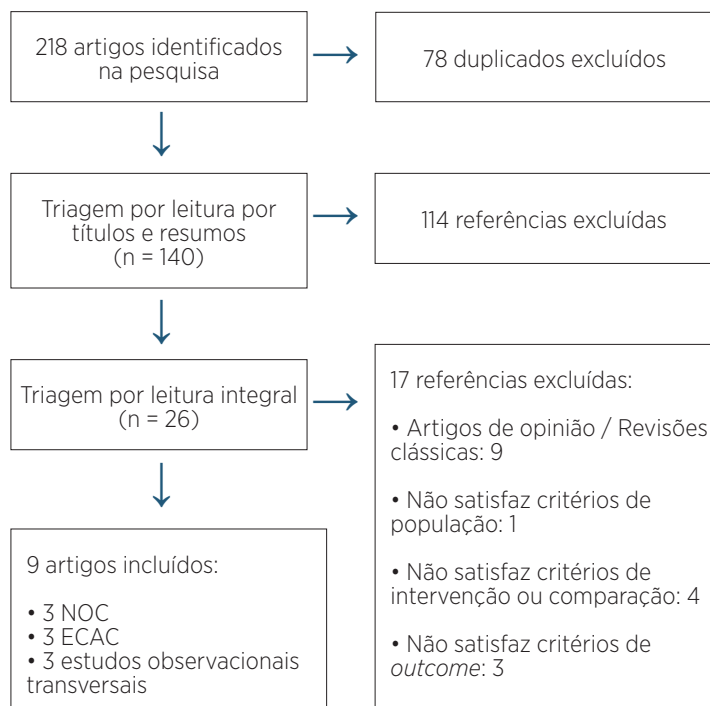 218 artigos identificados
na pesquisa
78 duplicados excluídos
Triagem por leitura por
títulos e resumos
(n = 140)
114 referências excluídas
Triagem por leitura integral
(n = 26)
17 referências excluídas:
• Artigos de opinião / Revisões
clássicas: 9
• Não satisfaz critérios de
população: 1
• Não satisfaz critérios de
intervenção ou comparação: 4
• Não satisfaz critérios de
outcome: 3
9 artigos incluídos:
• 3 NOC
• 3 ECAC
• 3 estudos observacionais
transversais